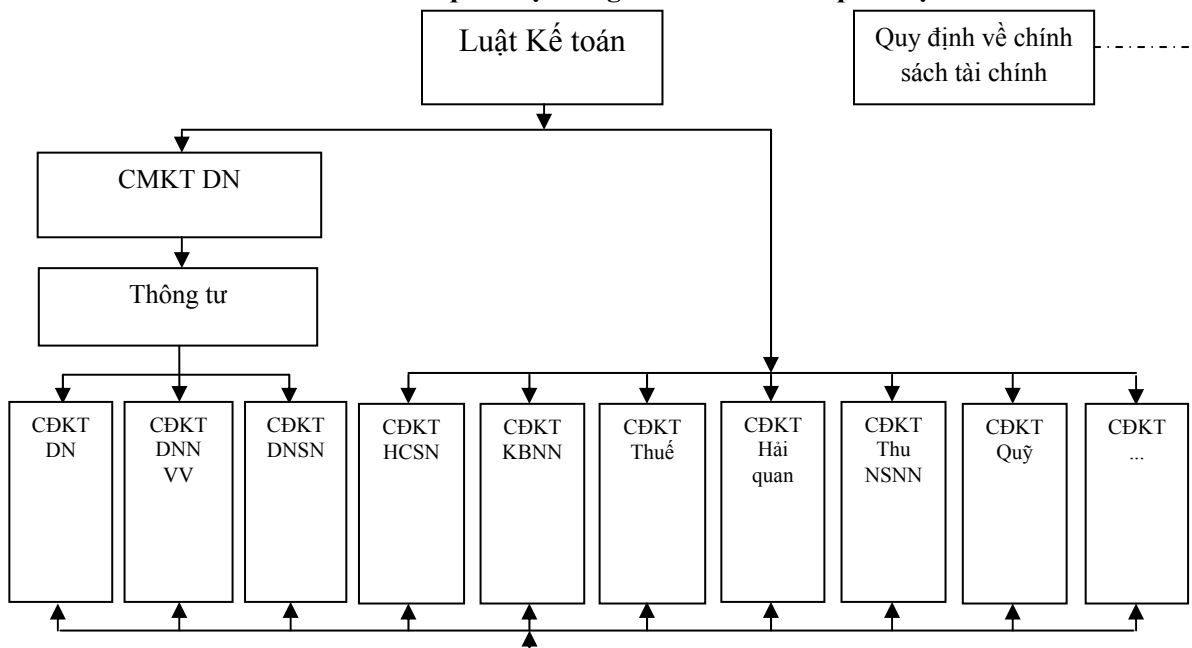 Luật Kế toán
Quy định về chính
sách tài chính
CMKT DN
Thông tư
CĐKT
DN
CĐKT
DNN
VV
CĐKT
DNSN
CĐKT
HCSN
CĐKT
KBNN
CĐKT
Thuế
CĐKT
Hải
quan
CĐKT
Thu
NSNN
CĐKT
Quỹ
CĐKT
...